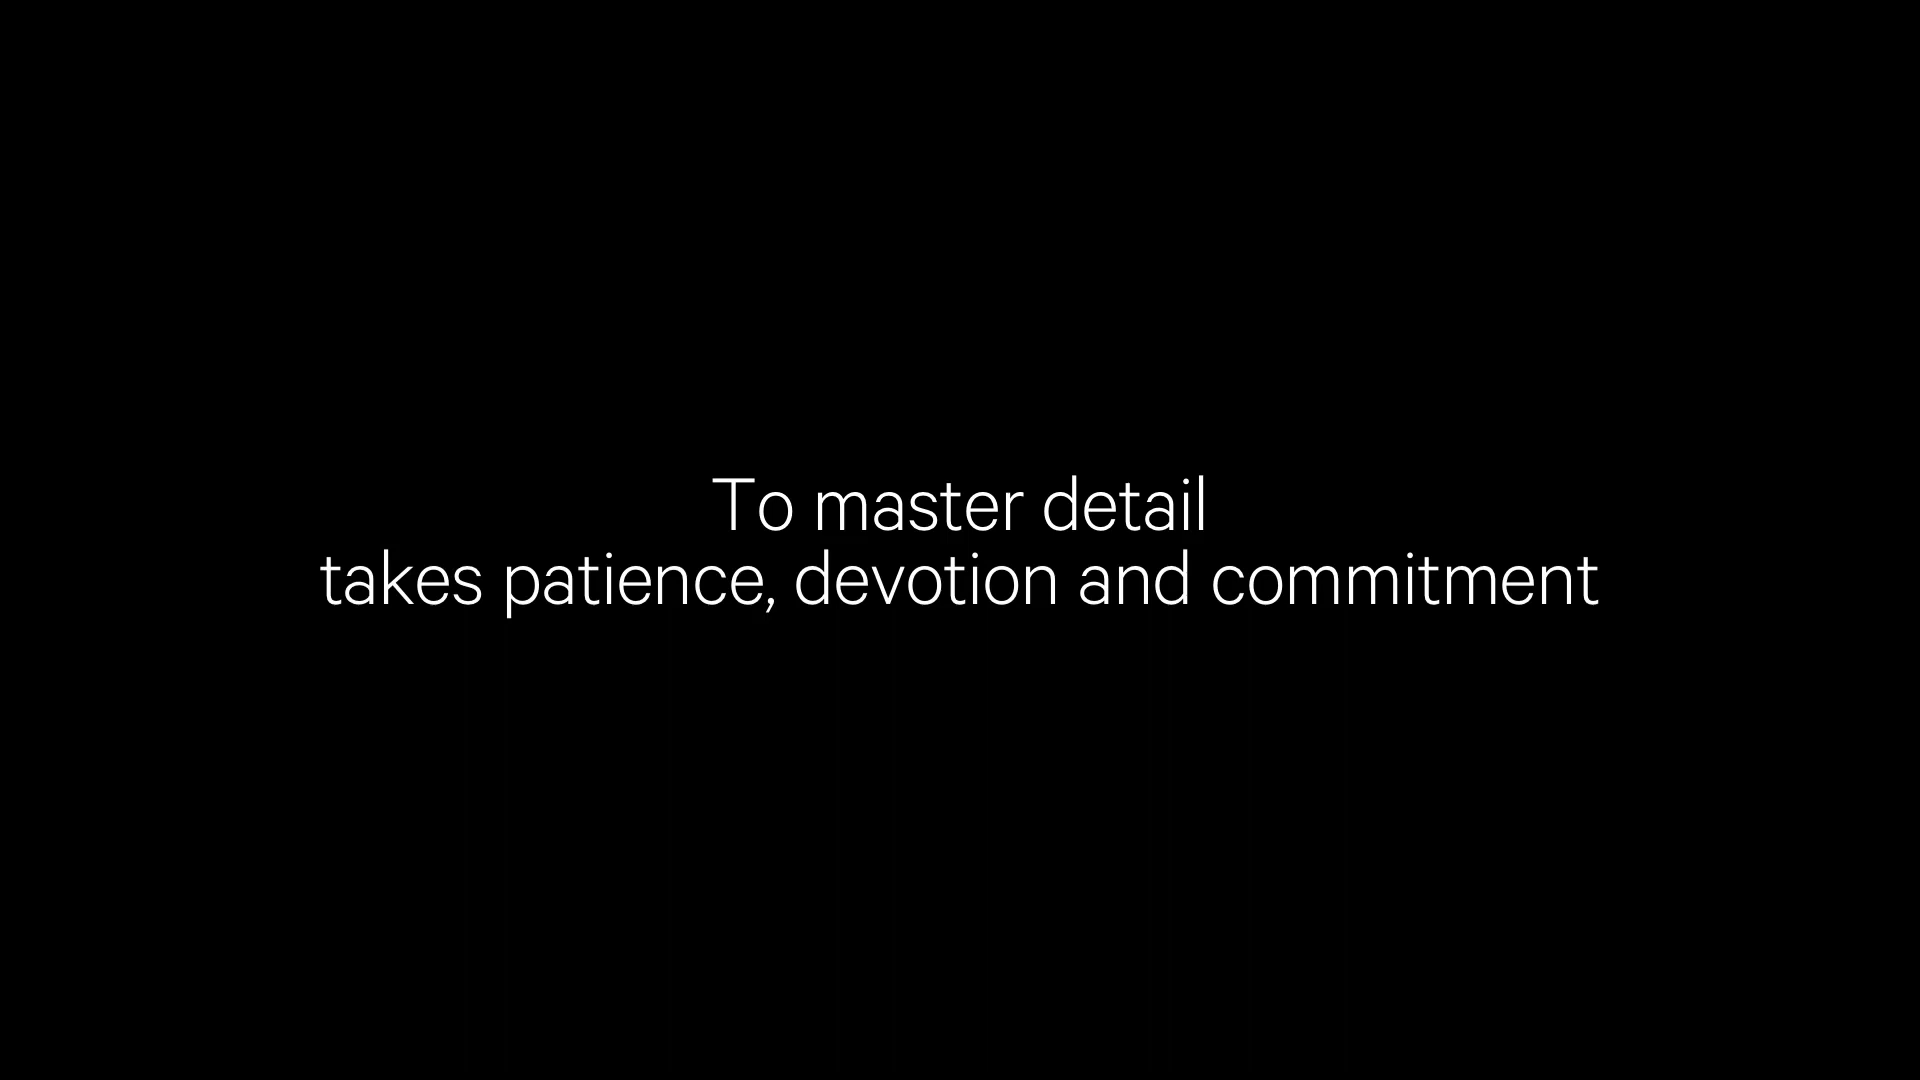 To master detail
takes patience, devotion and commitment